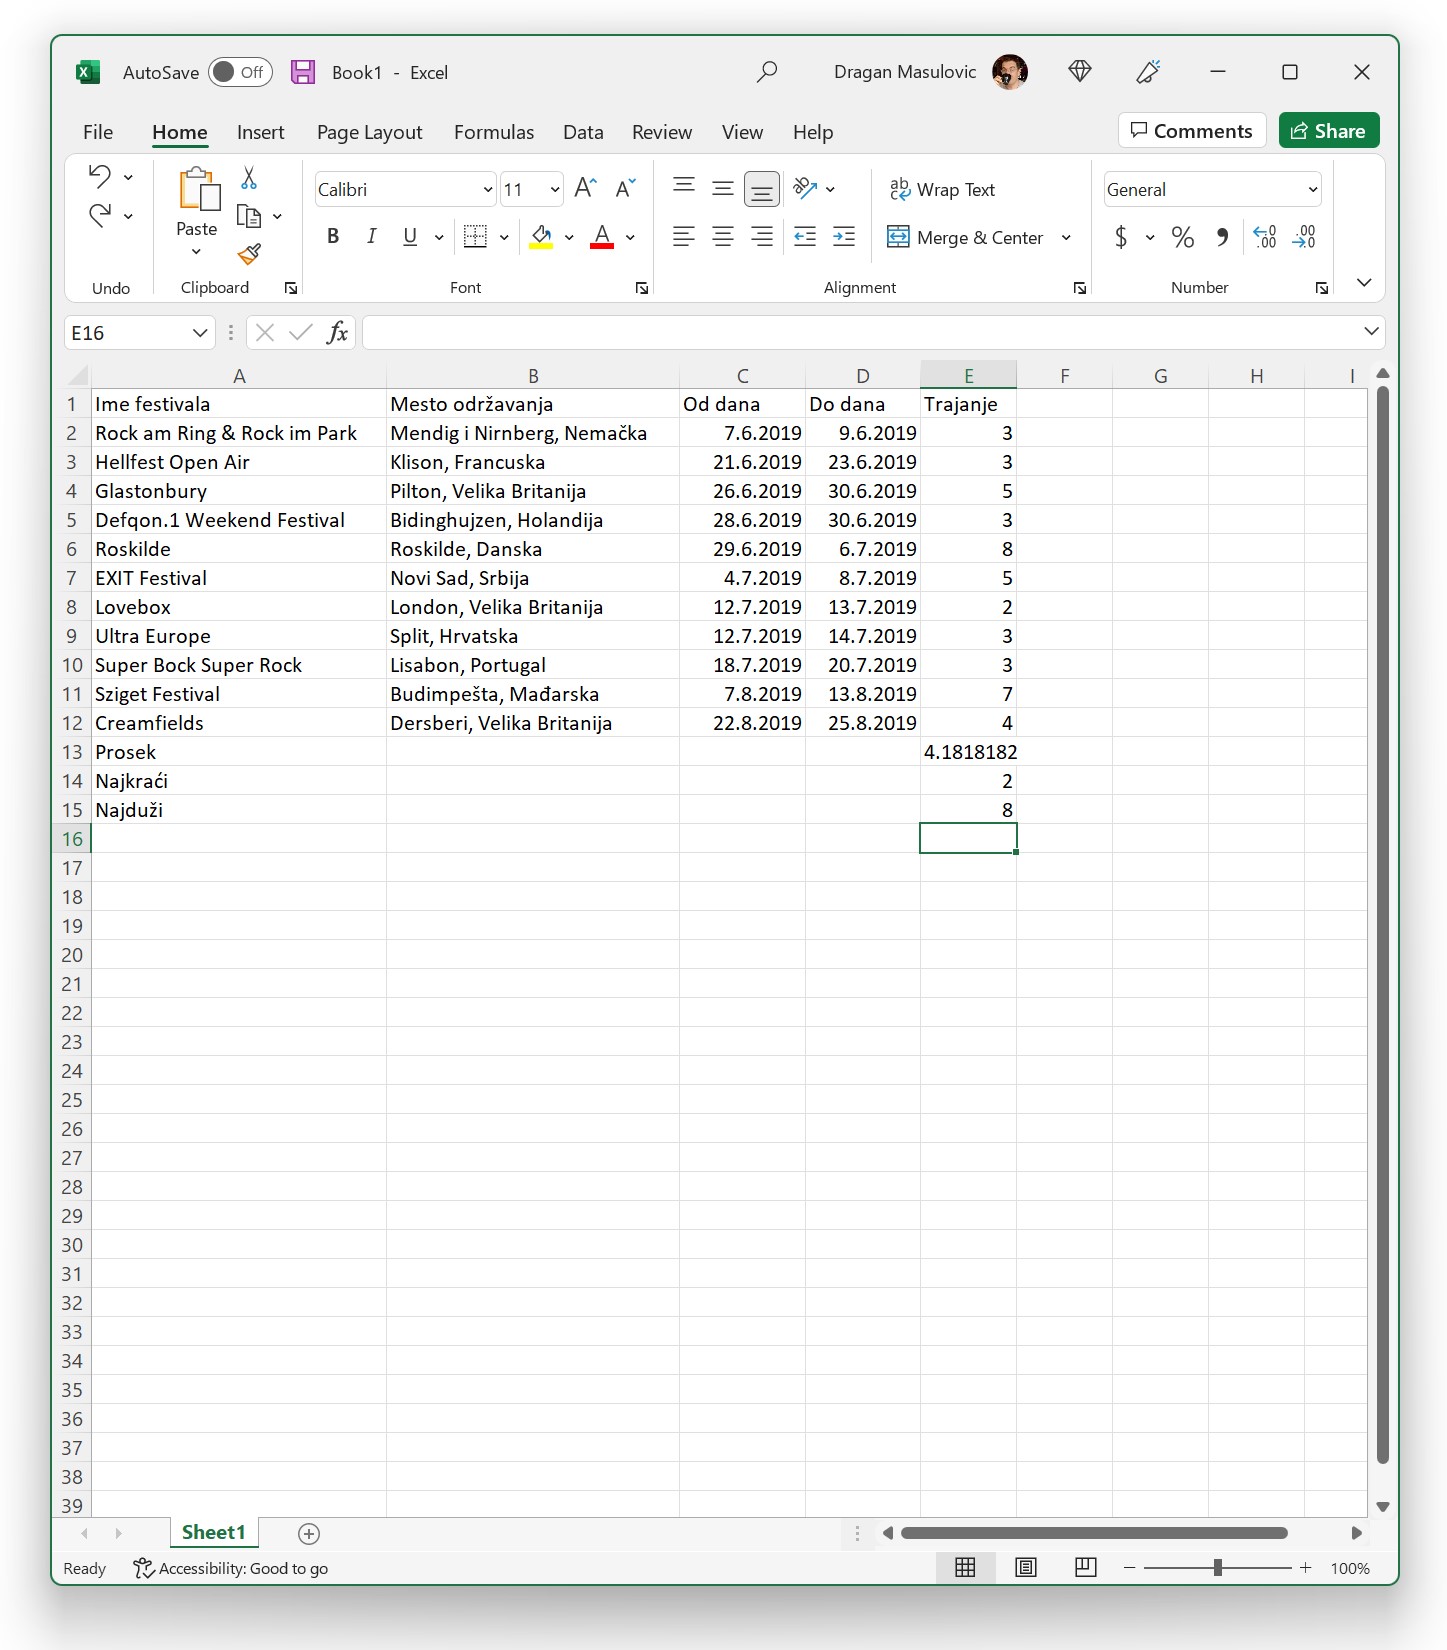 AutoSave Off Book1 - Excel Dragan Masulovic
File Home Insert Page Layout Formulas Data Review View Help Comments Share
Calibri 11 A A ab Wrap Text General
Paste
B I U A Merge & Center $ % , .00 .00
Undo Clipboard Font Alignment Number
E16 fx
A B C D E F G H I
1 Ime festivala Mesto održavanja Od dana Do dana Trajanje
2 Rock am Ring & Rock im Park Mendig i Nirnberg, Nemačka 7.6.2019 9.6.2019 3
3 Hellfest Open Air Klison, Francuska 21.6.2019 23.6.2019 3
4 Glastonbury Pilton, Velika Britanija 26.6.2019 30.6.2019 5
5 Defqon.1 Weekend Festival Bidinghujzen, Holandija 28.6.2019 30.6.2019 3
6 Roskilde Roskilde, Danska 29.6.2019 6.7.2019 8
7 EXIT Festival Novi Sad, Srbija 4.7.2019 8.7.2019 5
8 Lovebox London, Velika Britanija 12.7.2019 13.7.2019 2
9 Ultra Europe Split, Hrvatska 12.7.2019 14.7.2019 3
10 Super Bock Super Rock Lisabon, Portugal 18.7.2019 20.7.2019 3
11 Sziget Festival Budimpešta, Mađarska 7.8.2019 13.8.2019 7
12 Creamfields Dersberi, Velika Britanija 22.8.2019 25.8.2019 4
13 Prosek 4.1818182
14 Najkraći 2
15 Najduži 8
16
17
18
19
20
21
22
23
24
25
26
27
28
29
30
31
32
33
34
35
36
37
38
39
Sheet1
Ready Accessibility: Good to go 100%